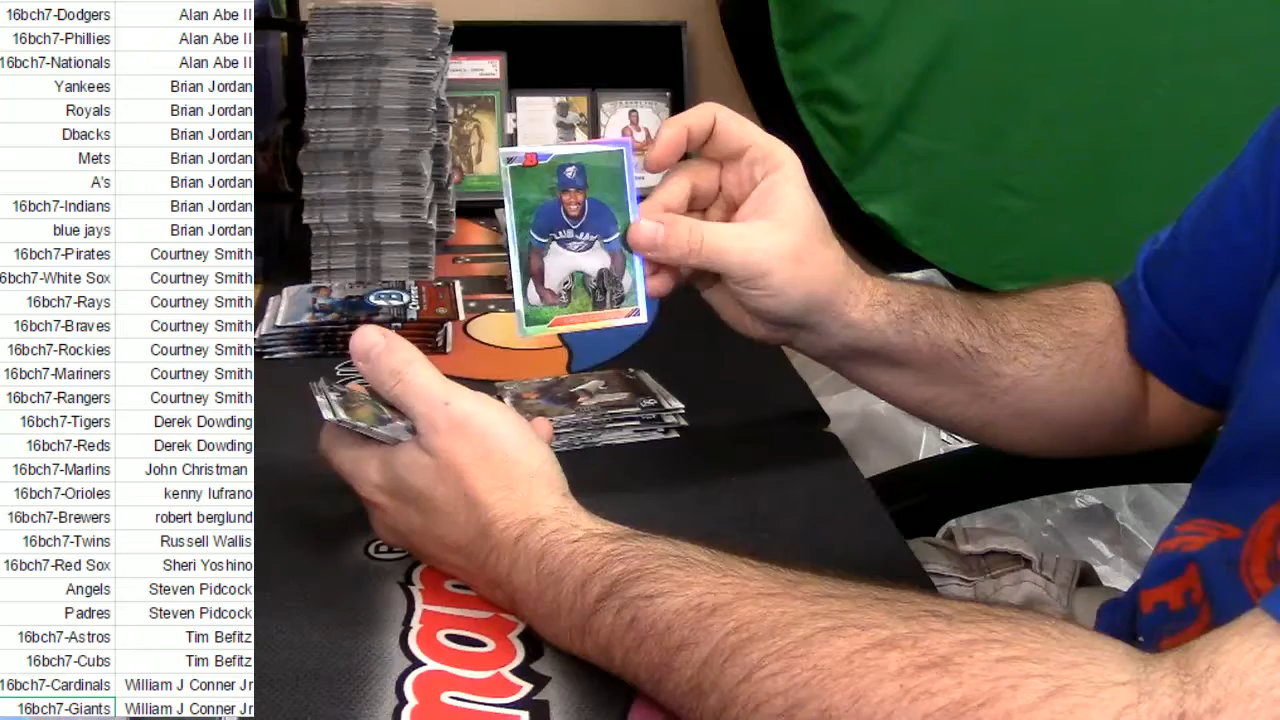 16bch7-Dodgers Alan Abe II
16bch7-Phillies Alan Abe II
16bch7-Nationals Alan Abe II
Yankees Brian Jordan
Royals Brian Jordan
Dbacks Brian Jordan
Mets Brian Jordan
A's Brian Jordan
16bch7-Indians Brian Jordan
blue jays Brian Jordan
16bch7-Pirates Courtney Smith
6bch7-White Sox Courtney Smith
16bch7-Rays Courtney Smith
16bch7-Braves Courtney Smith
16bch7-Rockies Courtney Smith
16bch7-Mariners Courtney Smith
16bch7-Rangers Courtney Smith
16bch7-Tigers Derek Dowding
16bch7-Reds Derek Dowding
16bch7-Marlins John Christman
16bch7-Orioles kenny lufrano
16bch7-Brewers robert berglund
16bch7-Twins Russell Wallis
16bch7-Red Sox Sheri Yoshino
Angels Steven Pidcock
Padres Steven Pidcock
16bch7-Astros Tim Befitz
16bch7-Cubs Tim Befitz
16bch7-Cardinals William J Conner Jr
16bch7-Giants William J Conner Jr
B